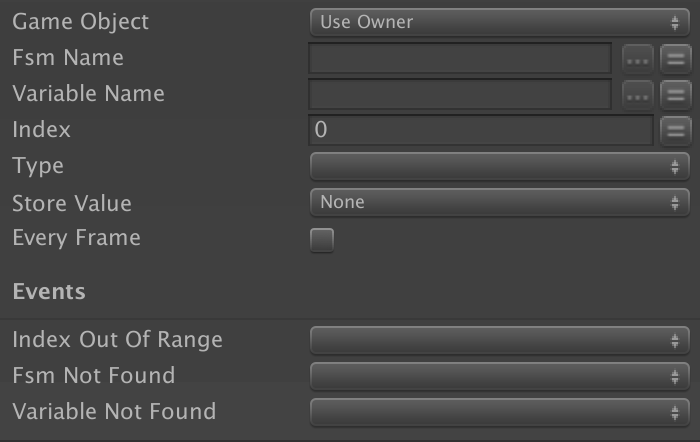 Game Object Use Owner
Fsm Name ...
Variable Name ...
Index 0
Type
Store Value None
Every Frame
Events
Index Out Of Range
Fsm Not Found
Variable Not Found